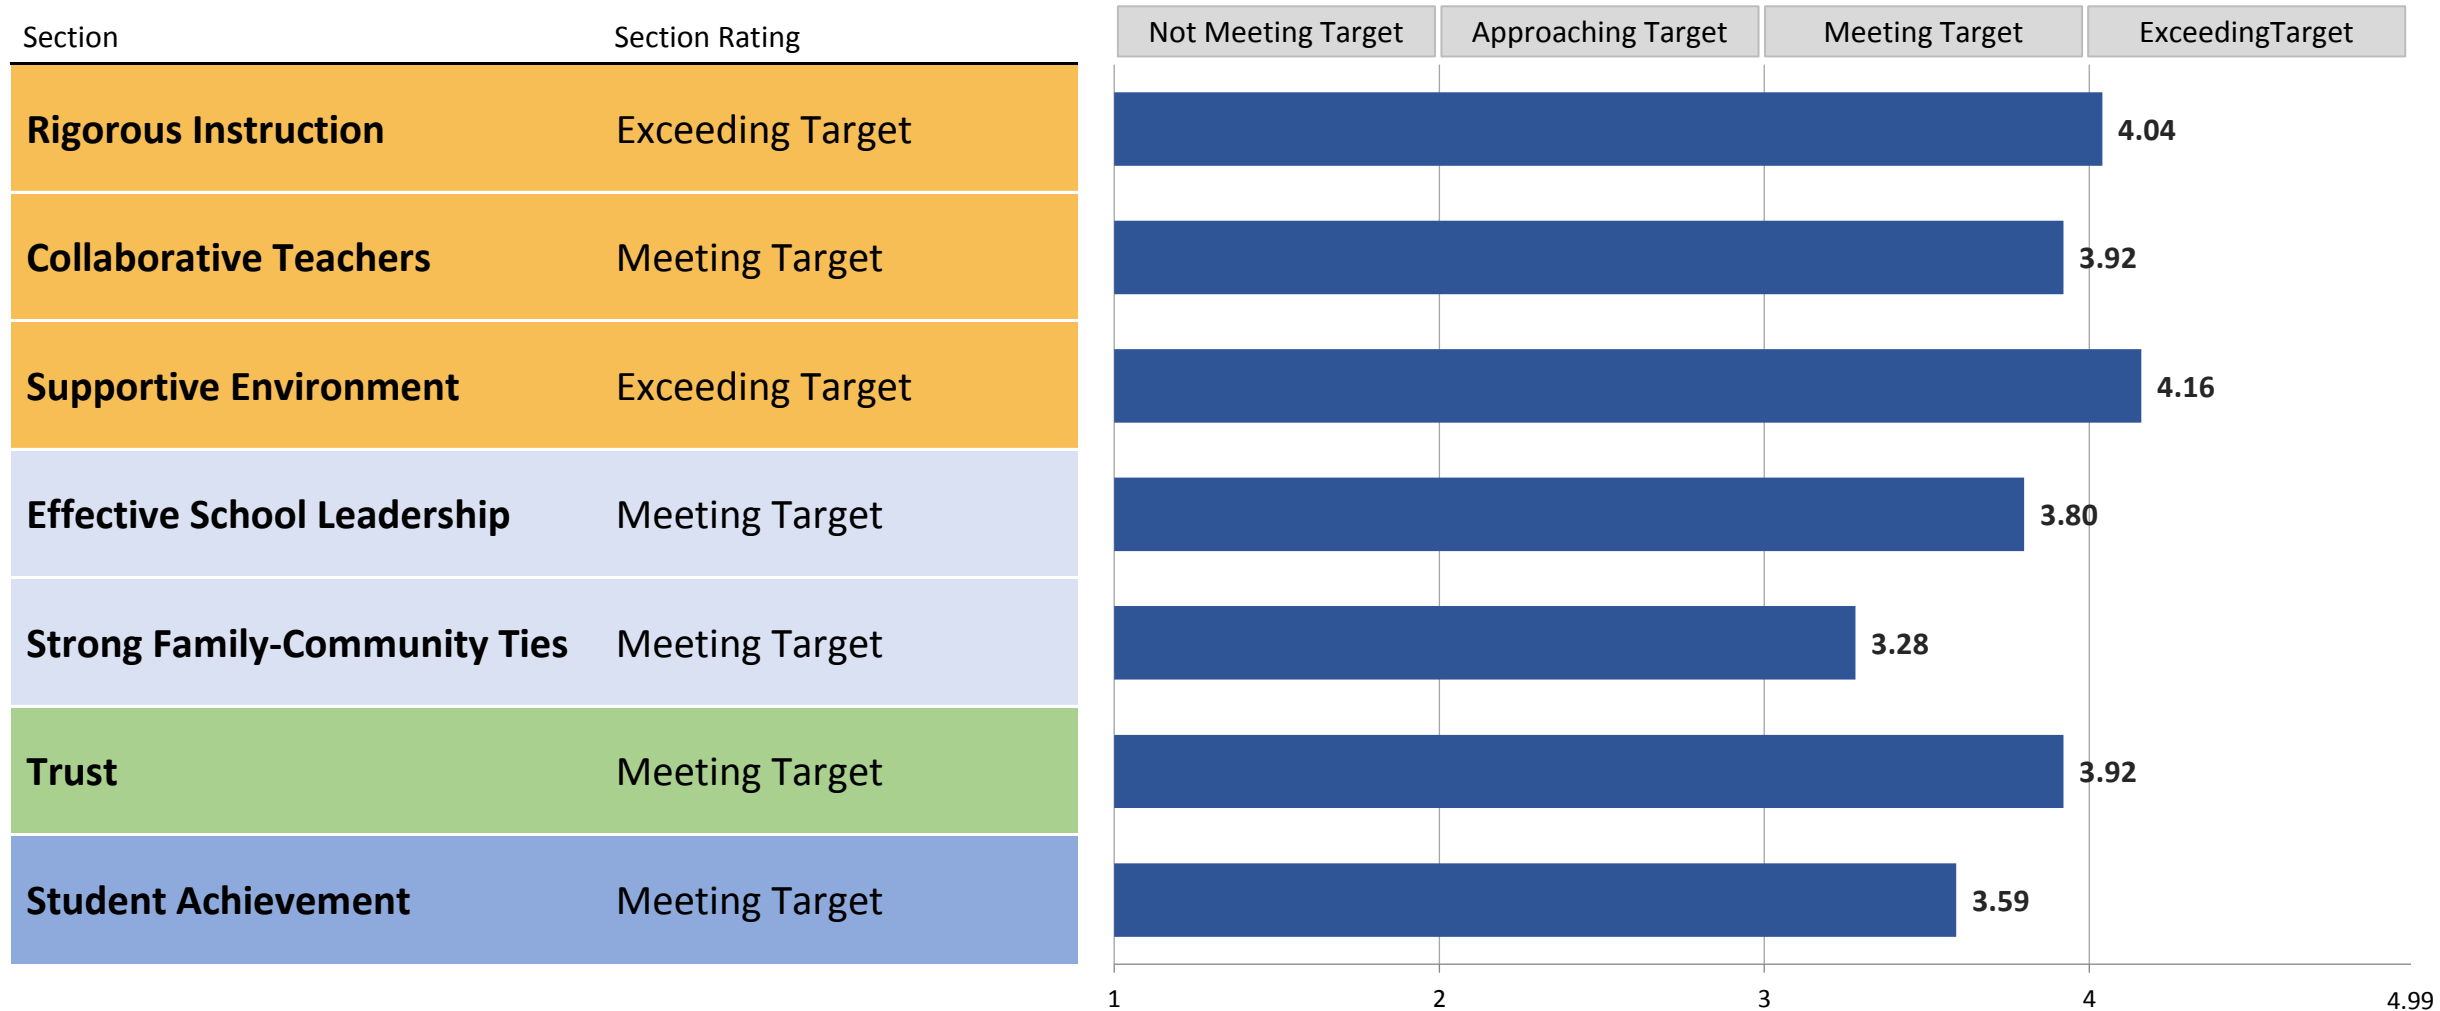 Section Section Rating Not Meeting Target Approaching Target Meeting Target ExceedingTarget
Rigorous Instruction Exceeding Target 4.04
Collaborative Teachers Meeting Target 3.92
Supportive Environment Exceeding Target 4.16
Effective School Leadership Meeting Target 3.80
Strong Family-Community Ties Meeting Target 3.28
Trust Meeting Target 3.92
Student Achievement Meeting Target 3.59
1 2 3 4 4.99